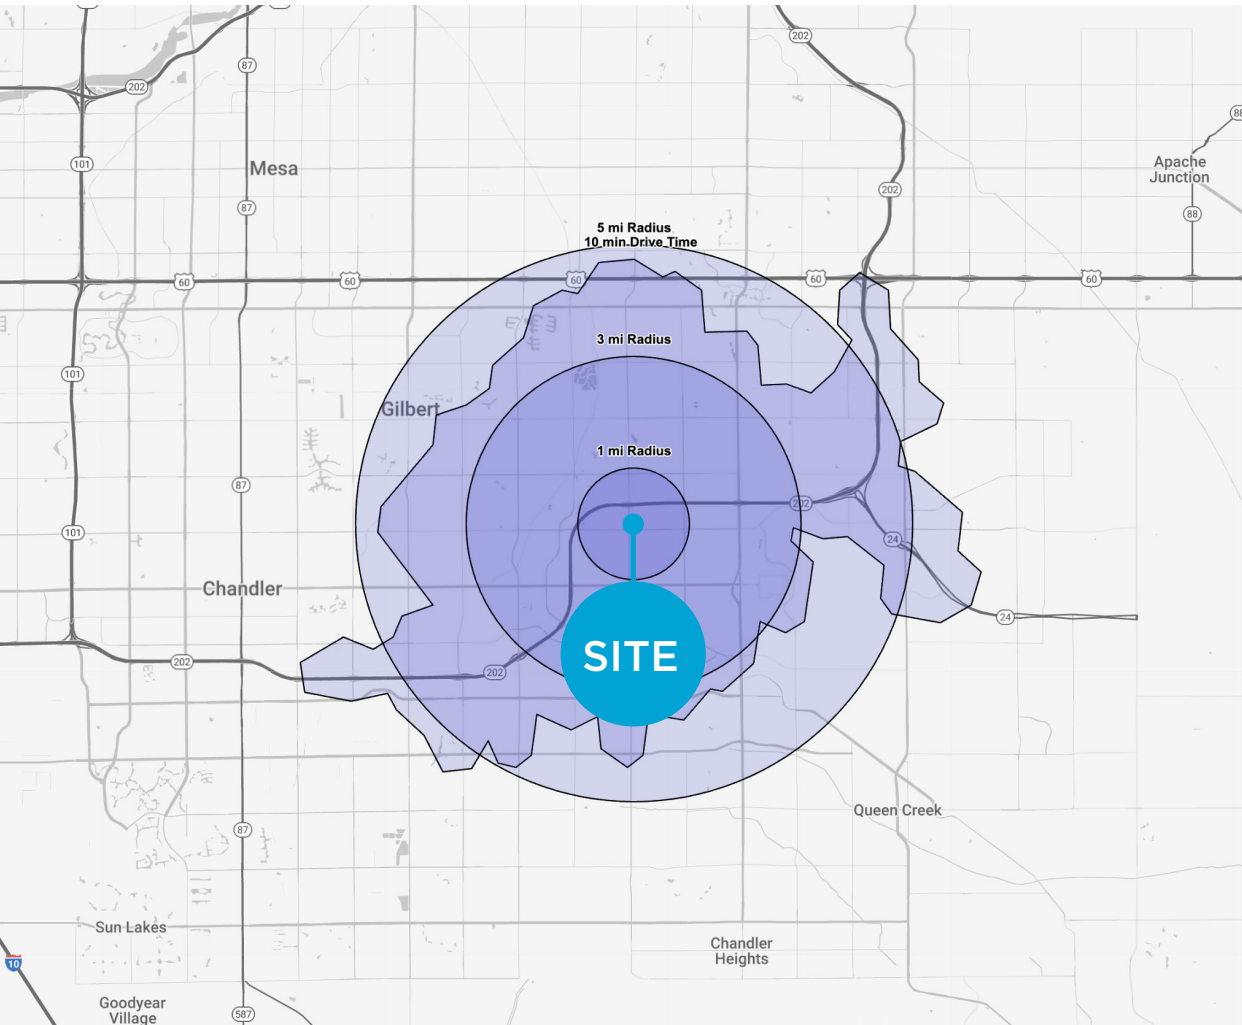 202
202
87
88
101
Mesa
Apache
Junction
202
87
88
5 mi Radius
10 min Drive Time
60
60
60
60
60
3 mi Radius
101
Gilbert
1 mi Radius
87
202
101
24
Chandler
24
SITE
202
202
Queen Creek
87
Sun Lakes
Chandler
Heights
10
Goodyear
Village
587